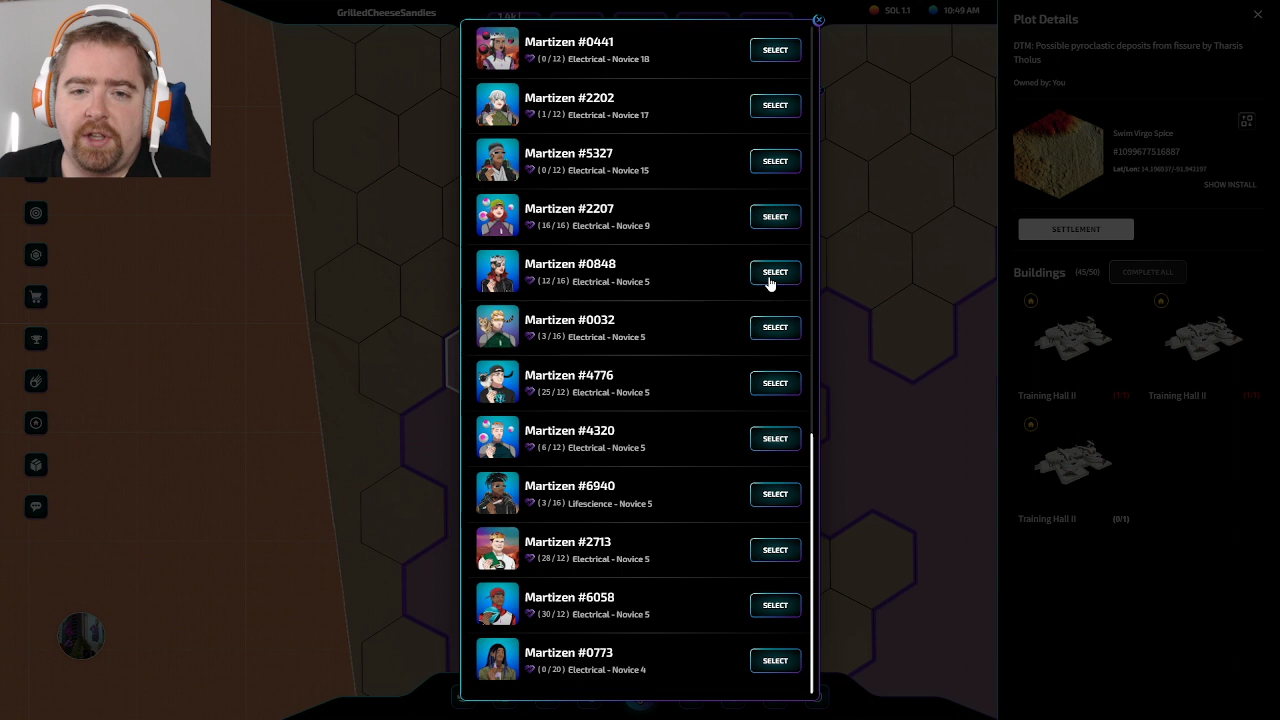 GrilledCheeseSandies
SOL 1.1
10:49 AM
Martizen #0441
(0/12) Electrical - Novice 18
SELECT
Martizen #2202
(1/12) Electrical - Novice 17
SELECT
Martizen #5327
(0/12) Electrical - Novice 15
SELECT
Martizen #2207
(16/16) Electrical - Novice 9
SELECT
Martizen #0848
(12/16) Electrical - Novice 5
SELECT
Martizen #0032
(3/16) Electrical - Novice 5
SELECT
Martizen #4776
(25/12) Electrical - Novice 5
SELECT
Martizen #4320
(6/12) Electrical - Novice 5
SELECT
Martizen #6940
(3/16) Lifescience - Novice 5
SELECT
Martizen #2713
(28/12) Electrical - Novice 5
SELECT
Martizen #6058
(30/12) Electrical - Novice 5
SELECT
Martizen #0773
(0/20) Electrical - Novice 4
SELECT
Plot Details
DTM: Possible pyroclastic deposits from fissure by Tharsis
Tholus
Owned by: You
Swim Virgo Spice
#1099677516887
SHOW INSTALL
SETTLEMENT
Buildings (45/50) COMPLETE ALL
Training Hall II (1/1) Training Hall II (1/1)
Training Hall II (0/1)